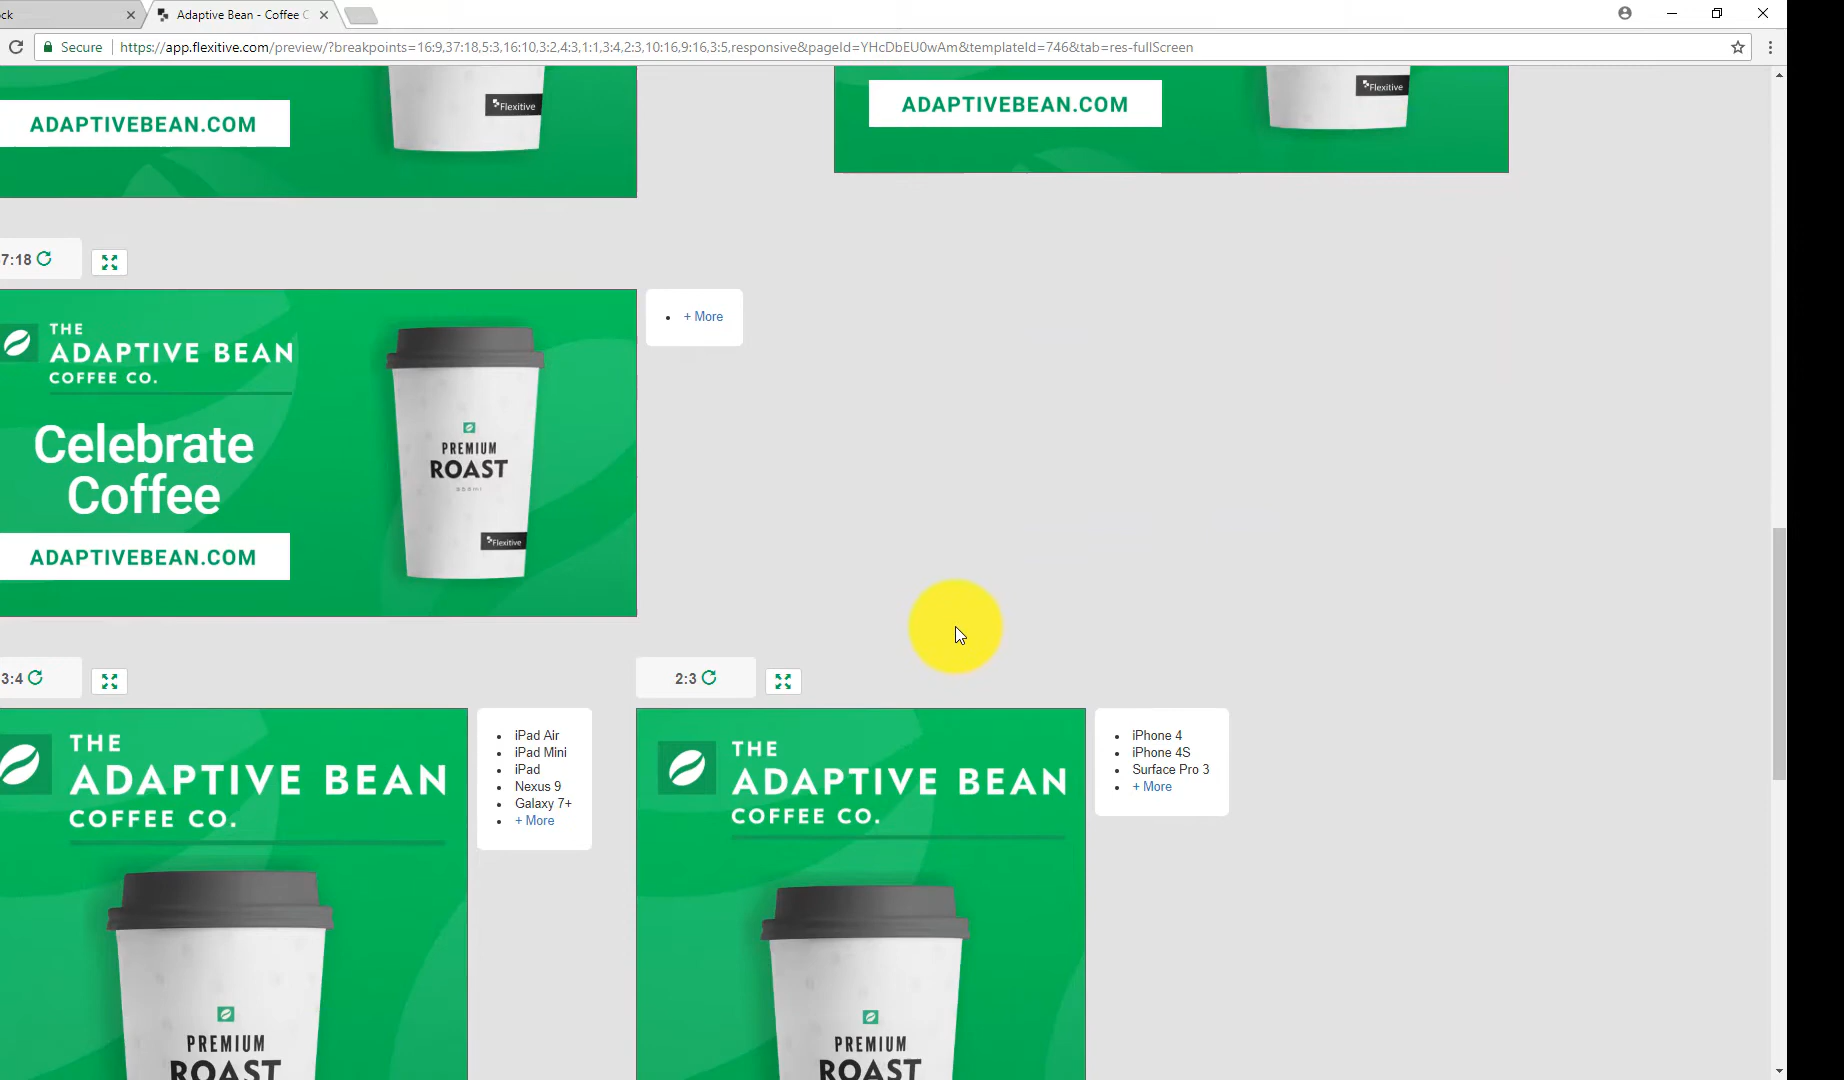 ck
Adaptive Bean - Coffee C
Secure
https://app.flexitive.com/preview/?breakpoints=16:9,37:18,5:3,16:10,3:2,4:3,1:1,3:4,2:3,10:16,9:16,3:5,responsive&pageId=YHcDbEU0wAm&templateId=746&tab=res-fullScreen
Flexitive
ADAPTIVEBEAN.COM
Flexitive
ADAPTIVEBEAN.COM
7:18
THE
ADAPTIVE BEAN
COFFEE CO.
Celebrate
Coffee
ADAPTIVEBEAN.COM
PREMIUM
ROAST
Flexitive
+ More
3:4
THE
ADAPTIVE BEAN
COFFEE CO.
PREMIUM
ROAST
iPad Air
iPad Mini
iPad
Nexus 9
Galaxy 7+
+ More
2:3
THE
ADAPTIVE BEAN
COFFEE CO.
PREMIUM
ROAST
iPhone 4
iPhone 4S
Surface Pro 3
+ More